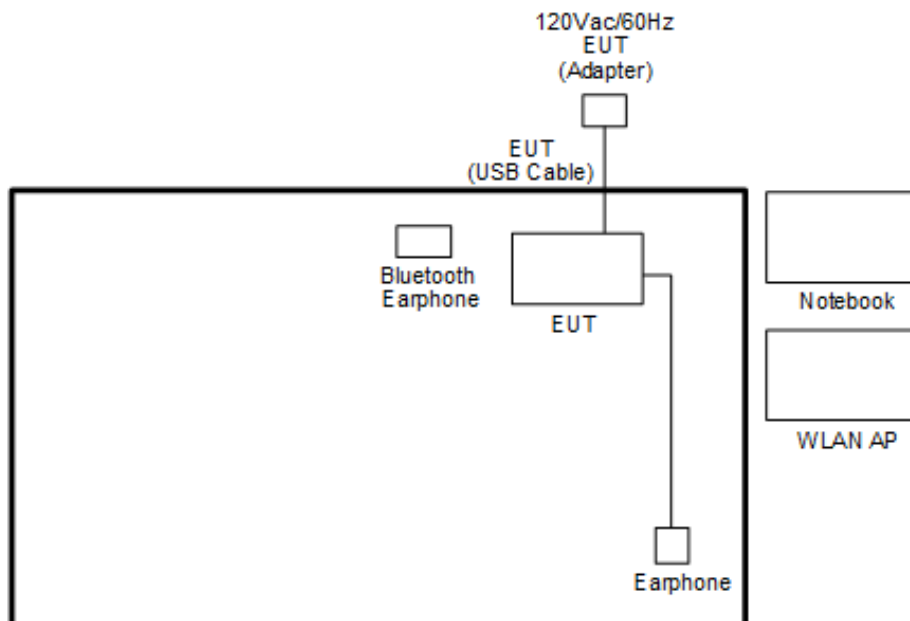 120Vac/60Hz
EUT
(Adapter)
EUT
(USB Cable)
Bluetooth
Earphone
EUT
Notebook
WLAN AP
Earphone